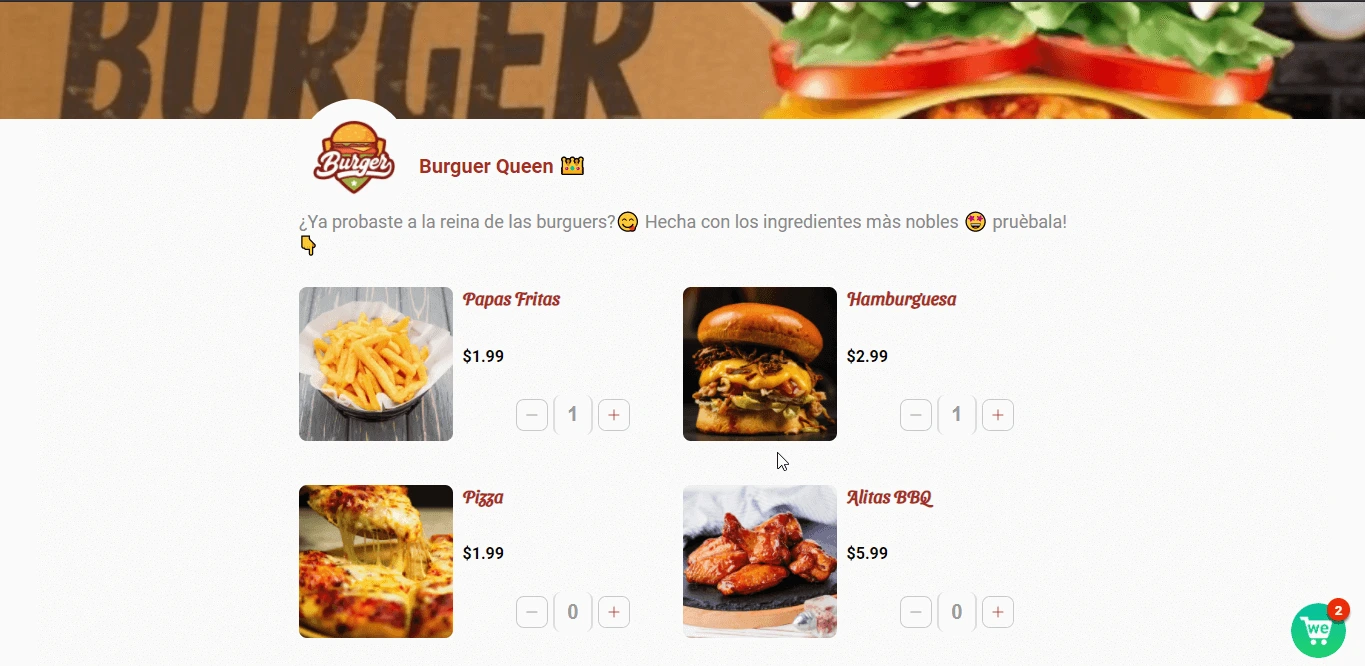 BURGER
Burger
Burguer Queen 👑
¿Ya probaste a la reina de las burguers?😋 Hecha con los ingredientes màs nobles 🤩 pruèbala!
👇
Papas Fritas
$1.99
− 1 +
Hamburguesa
$2.99
− 1 +
Pizza
$1.99
− 0 +
Alitas BBQ
$5.99
− 0 +
2
we